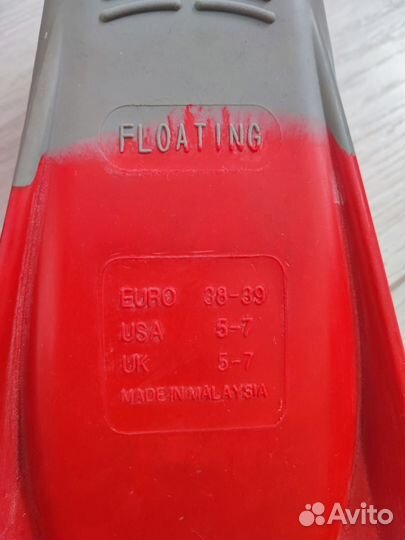 FLOATING
EURO 38-39
USA 5-7
UK 5-7
MADE IN MALAYSIA
Avito